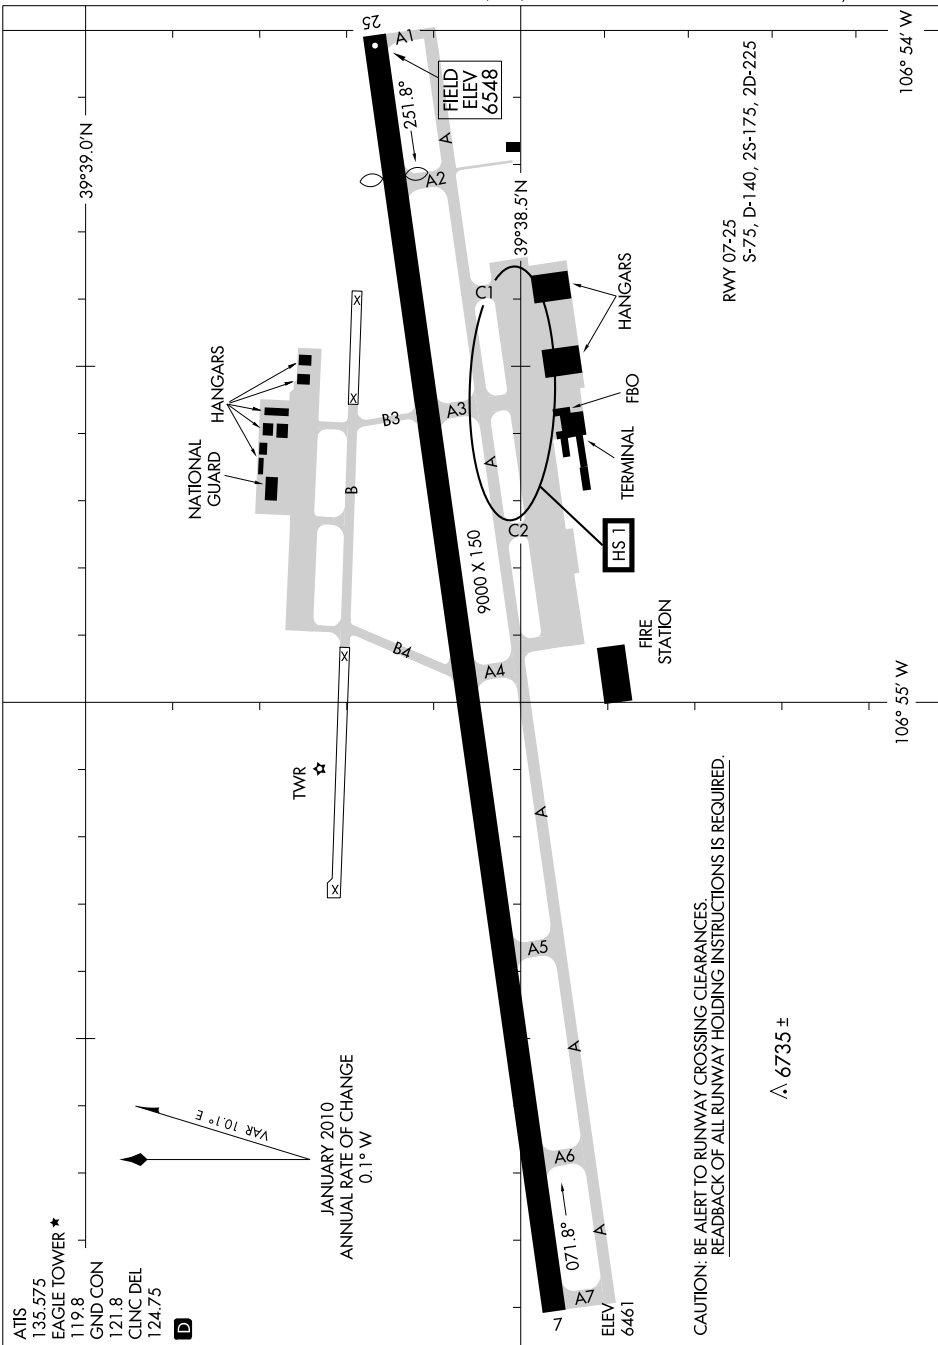 ATIS
135.575
EAGLE TOWER ★
119.8
GND CON
121.8
CLNC DEL
124.75
D
VAR 10.1° E
JANUARY 2010
ANNUAL RATE OF CHANGE
0.1° W
39°39.0'N
39°38.5'N
106° 54' W
106° 55' W
TWR
NATIONAL
GUARD
HANGARS
X
X
X
X
B
B3
B4
25
A1
FIELD
ELEV
6548
251.8°
A
A2
C1
A3
A
C2
HS 1
9000 X 150
A4
A
A5
A
A6
071.8°
A
A7
7
ELEV
6461
HANGARS
FBO
TERMINAL
FIRE
STATION
RWY 07-25
S-75, D-140, 2S-175, 2D-225
6735 ±
CAUTION: BE ALERT TO RUNWAY CROSSING CLEARANCES.
READBACK OF ALL RUNWAY HOLDING INSTRUCTIONS IS REQUIRED.